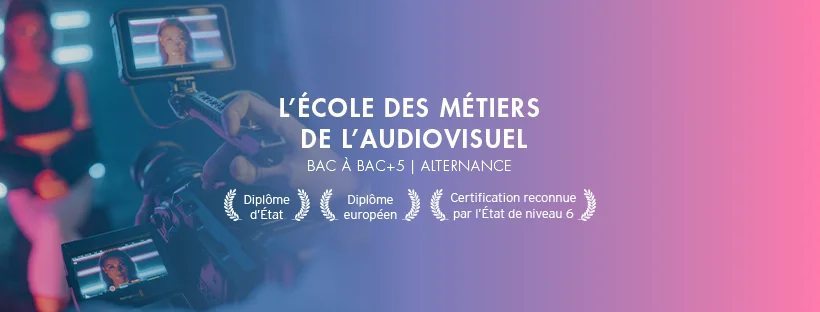 L'ÉCOLE DES MÉTIERS
DE L'AUDIOVISUEL
BAC À BAC+5 | ALTERNANCE
Diplôme
d'État
Diplôme
européen
Certification reconnue
par l'État de niveau 6